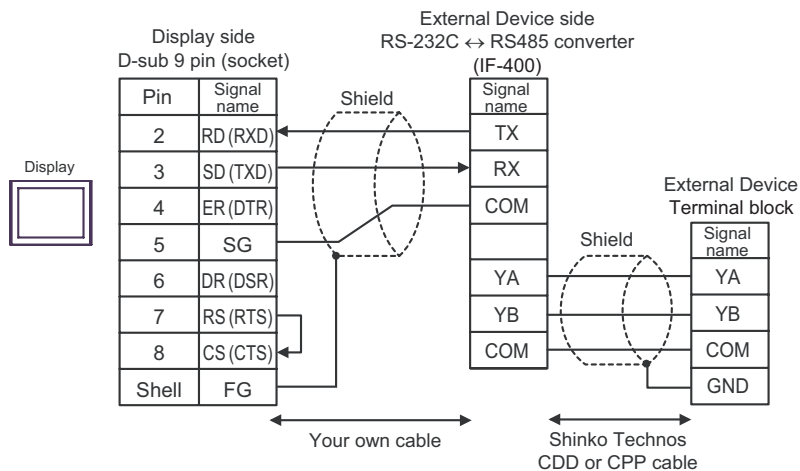 External Device side
RS-232C ↔ RS485 converter
(IF-400)
Display side
D-sub 9 pin (socket)
Pin
Signal
name
2
RD (RXD)
3
SD (TXD)
4
ER (DTR)
5
SG
6
DR (DSR)
7
RS (RTS)
8
CS (CTS)
Shell
FG
Display
Shield
Signal
name
TX
RX
COM
YA
YB
COM
Shield
External Device
Terminal block
Signal
name
YA
YB
COM
GND
Your own cable
Shinko Technos
CDD or CPP cable